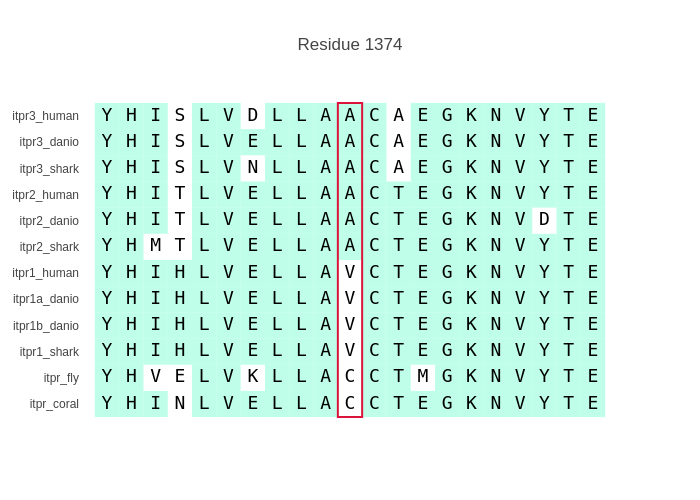 Residue 1374
itpr3_human Y H I S L V D L L A A C A E G K N V Y T E
itpr3_danio Y H I S L V E L L A A C A E G K N V Y T E
itpr3_shark Y H I S L V N L L A A C A E G K N V Y T E
itpr2_human Y H I T L V E L L A A C T E G K N V Y T E
itpr2_danio Y H I T L V E L L A A C T E G K N V D T E
itpr2_shark Y H M T L V E L L A A C T E G K N V Y T E
itpr1_human Y H I H L V E L L A V C T E G K N V Y T E
itpr1a_danio Y H I H L V E L L A V C T E G K N V Y T E
itpr1b_danio Y H I H L V E L L A V C T E G K N V Y T E
itpr1_shark Y H I H L V E L L A V C T E G K N V Y T E
itpr_fly Y H V E L V K L L A C C T M G K N V Y T E
itpr_coral Y H I N L V E L L A C C T E G K N V Y T E